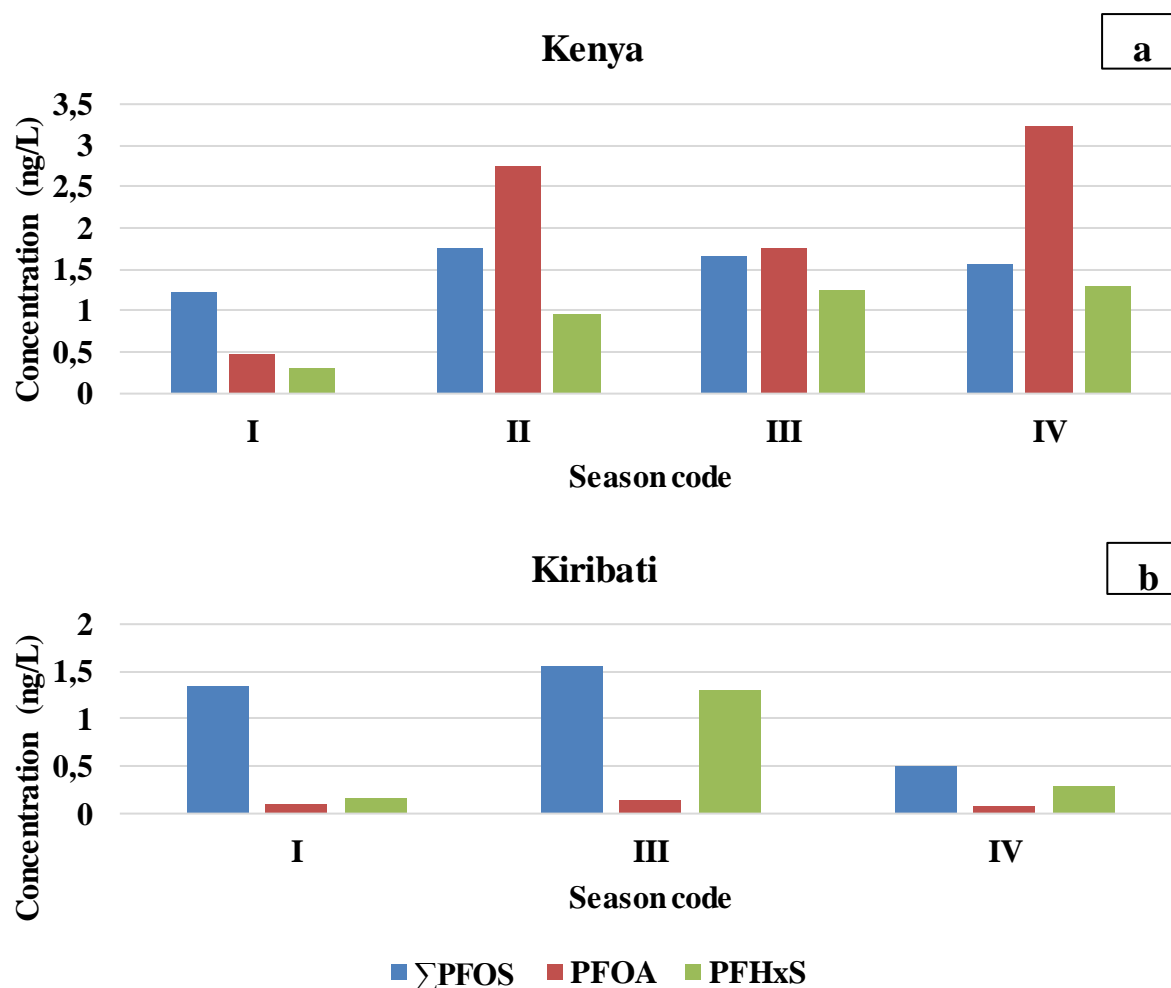 Kenya
a
Concentration (ng/L)
3,5
3
2,5
2
1,5
1
0,5
0
I II III IV
Season code
Kiribati
b
Concentration (ng/L)
2
1,5
1
0,5
0
I III IV
Season code
∑PFOS PFOA PFHxS